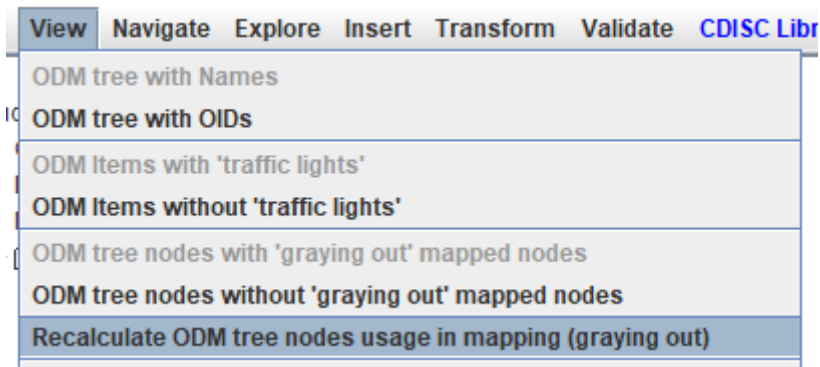 View Navigate Explore Insert Transform Validate CDISC Libr
ODM tree with Names
ODM tree with OIDs
ODM Items with 'traffic lights'
ODM Items without 'traffic lights'
ODM tree nodes with 'graying out' mapped nodes
ODM tree nodes without 'graying out' mapped nodes
Recalculate ODM tree nodes usage in mapping (graying out)